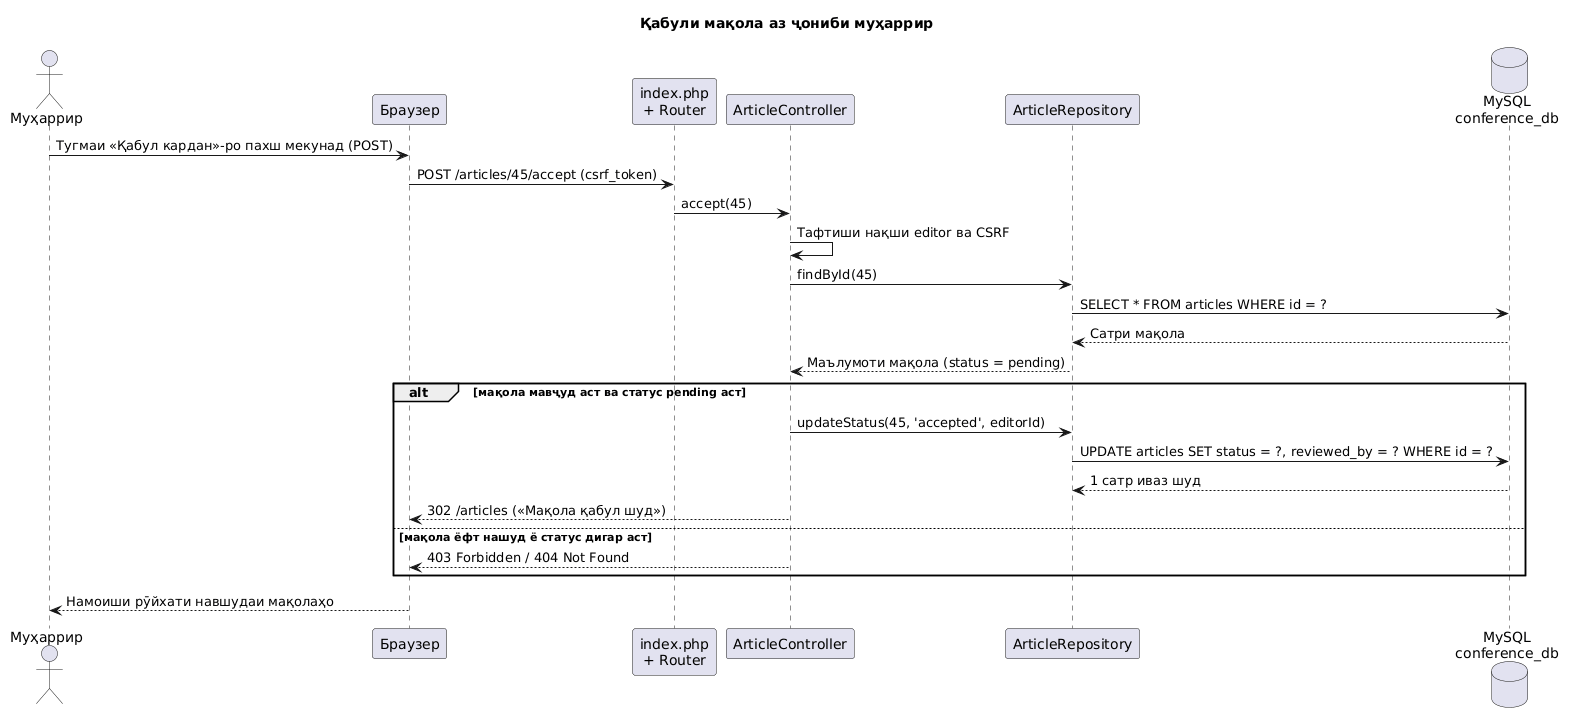 Қабули мақола аз ҷониби муҳаррир
Муҳаррир
Браузер
index.php
+ Router
ArticleController
ArticleRepository
MySQL
conference_db
Тугмаи «Қабул кардан»-ро пахш мекунад (POST)
POST /articles/45/accept (csrf_token)
accept(45)
Тафтиши нақши editor ва CSRF
findById(45)
SELECT * FROM articles WHERE id = ?
Сатри мақола
Маълумоти мақола (status = pending)
alt [мақола мавҷуд аст ва статус pending аст]
updateStatus(45, 'accepted', editorId)
UPDATE articles SET status = ?, reviewed_by = ? WHERE id = ?
1 сатр иваз шуд
302 /articles («Мақола қабул шуд»)
[мақола ёфт нашуд ё статус дигар аст]
403 Forbidden / 404 Not Found
Намоиши рӯйхати навшудаи мақолаҳо
Муҳаррир
Браузер
index.php
+ Router
ArticleController
ArticleRepository
MySQL
conference_db